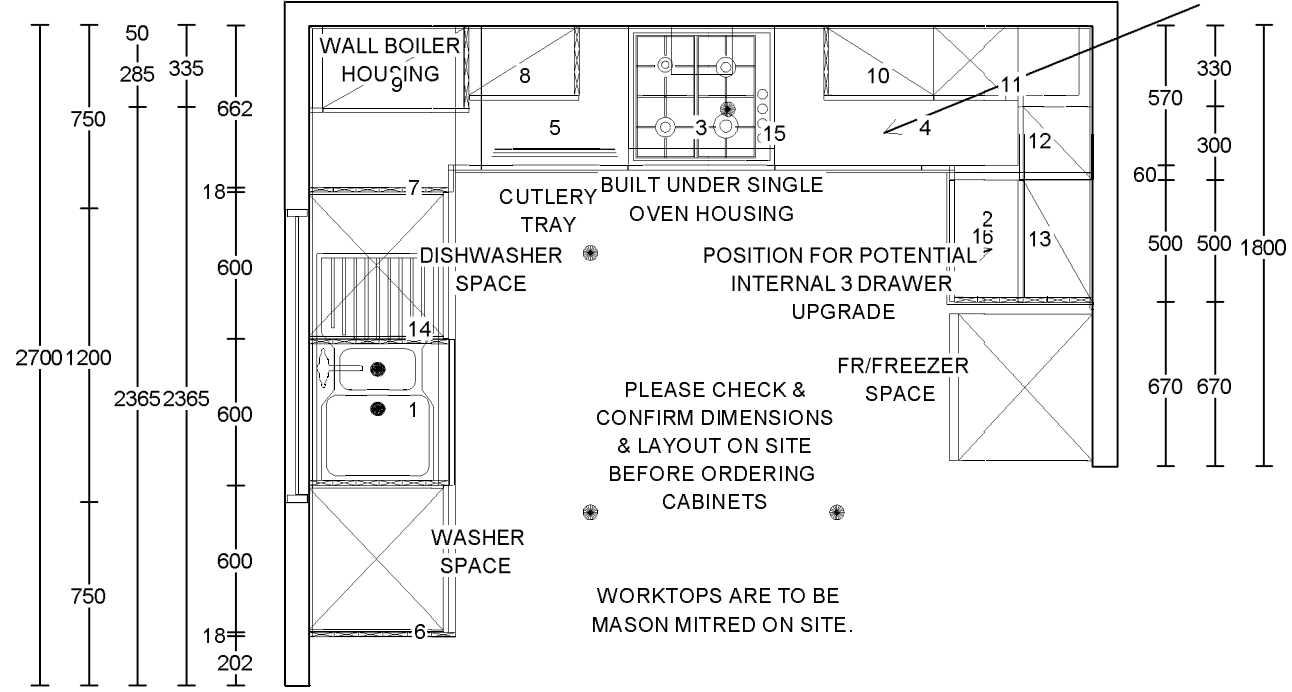 50
285
335
WALL BOILER
HOUSING
9
8
10
11
330
570
750
662
5
3
15
4
12
300
60
18
7
CUTLERY
TRAY
BUILT UNDER SINGLE
OVEN HOUSING
DISHWASHER
SPACE
600
POSITION FOR POTENTIAL
INTERNAL 3 DRAWER
UPGRADE
2
16
13
500
500
1800
14
2700
1200
2365
2365
600
1
FR/FREEZER
SPACE
670
670
PLEASE CHECK &
CONFIRM DIMENSIONS
& LAYOUT ON SITE
BEFORE ORDERING
CABINETS
WASHER
SPACE
600
750
WORKTOPS ARE TO BE
MASON MITRED ON SITE.
18
6
202